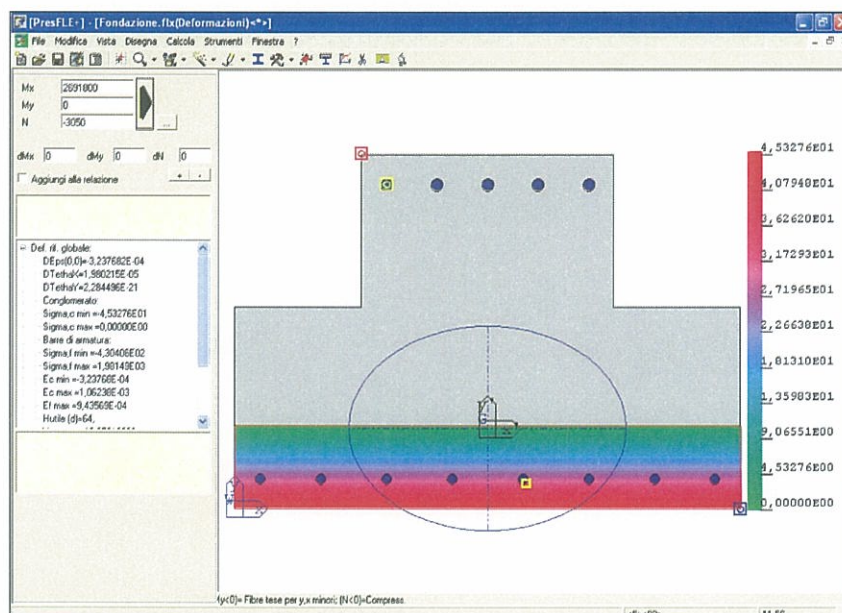 [PresFLE+] - [Fondazione.flx(Deformazioni)<*>]
File Modifica Vista Disegna Calcola Strumenti Finestra ?
Mx 2691800
My 0
N -3050
...
dMx 0 dMy 0 dN 0
Aggiungi alla relazione + -
Def. rif. globale:
DEps(0,0)=-3,237682E-04
DTethaX=1,980215E-05
DTethaY=2,284496E-21
Conglomerato:
Sigma,c min =-4,53276E01
Sigma,c max =0,00000E00
Barre di armatura:
Sigma,f min =-4,30406E02
Sigma,f max =1,98149E03
Ec min =-3,23768E-04
Ec max =1,06238E-03
Ef max =9,43569E-04
Hutile (d)=64,
4,53276E01
4,07948E01
3,62620E01
3,17293E01
2,71965E01
2,26638E01
1,81310E01
1,35983E01
9,06551E00
4,53276E00
0,00000E00
(y<0)= Fibre tese per y,x minori; (N<0)=Compress.